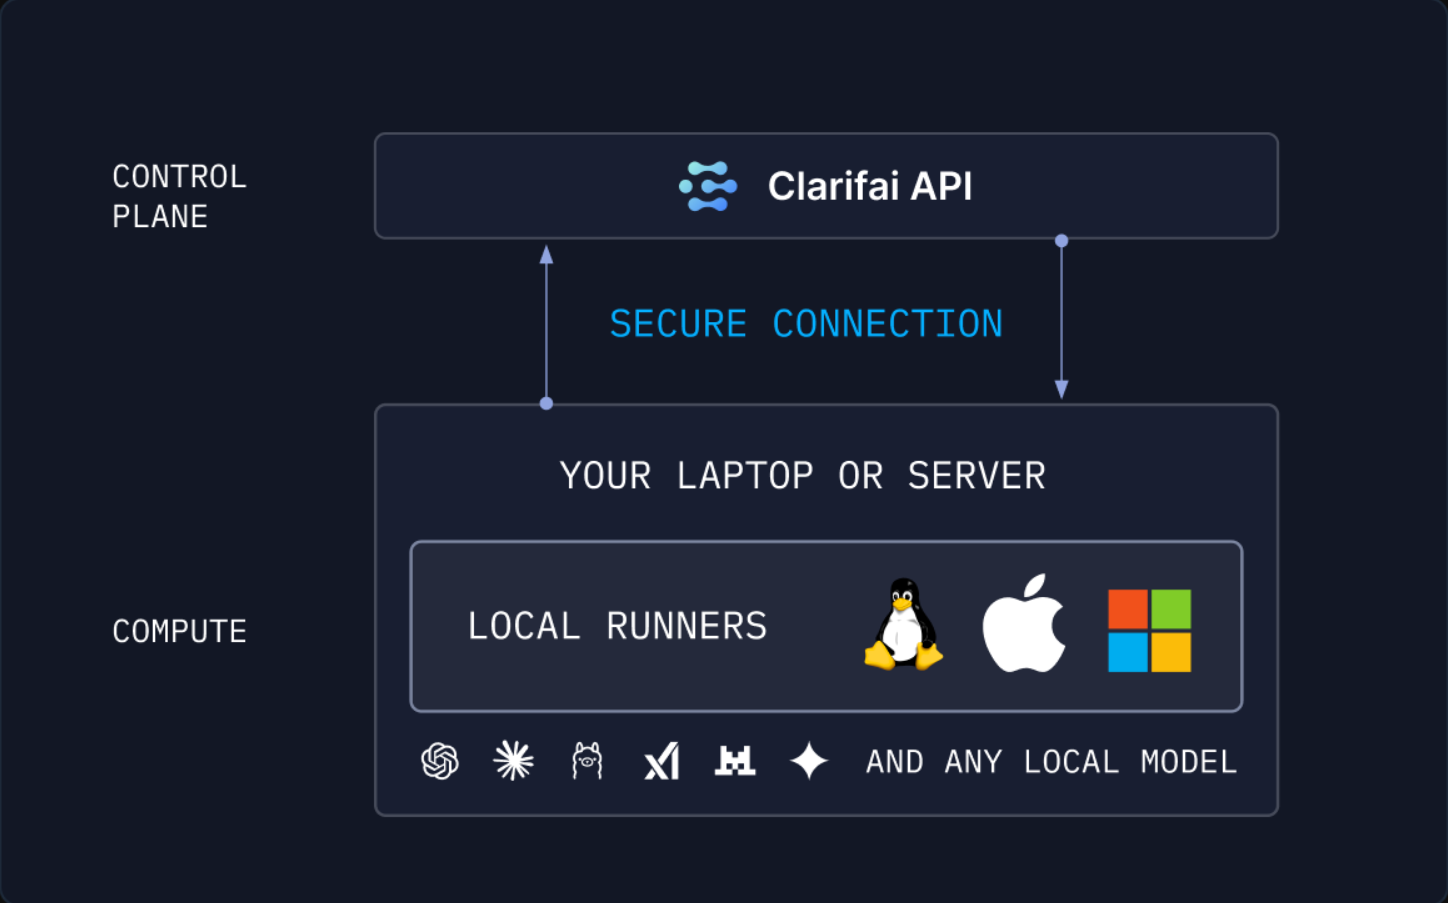 CONTROL
PLANE
Clarifai API
SECURE CONNECTION
YOUR LAPTOP OR SERVER
COMPUTE
LOCAL RUNNERS
AND ANY LOCAL MODEL